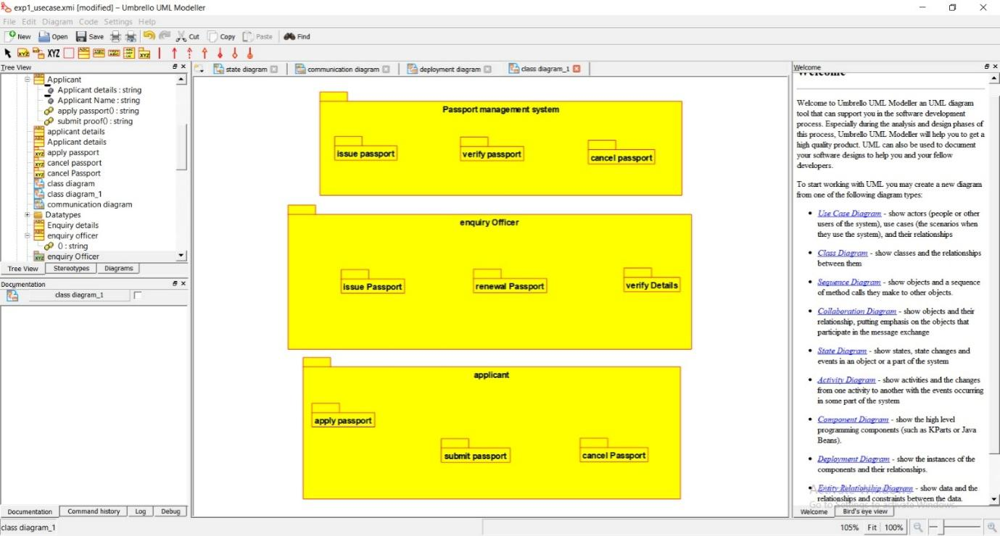 exp1_usecase.xmi [modified] – Umbrello UML Modeller
File Edit Diagram Code Settings Help
New Open Save Cut Copy Paste Find
XYZ
Tree View
Applicant
Applicant details : string
Applicant Name : string
apply passport() : string
submit proof() : string
applicant details
Applicant details
apply passport
cancel passport
cancel Passport
class diagram
class diagram_1
communication diagram
Datatypes
Enquiry details
enquiry officer
() : string
enquiry Officer
Tree View Stereotypes Diagrams
Documentation
class diagram_1
Documentation Command history Log Debug
class diagram_1
state diagram communication diagram deployment diagram class diagram_1
Passport management system
issue passport verify passport cancel passport
enquiry Officer
issue Passport renewal Passport verify Details
applicant
apply passport
submit passport cancel Passport
Welcome
Welcome
Welcome to Umbrello UML Modeller an UML diagram
tool that can support you in the software development
process. Especially during the analysis and design phases of
this process, Umbrello UML Modeller will help you to get a
high quality product. UML can also be used to document
your software designs to help you and your fellow
developers.
To start working with UML you may create a new diagram
from one of the following diagram types:
• Use Case Diagram - show actors (people or other
users of the system), use cases (the scenarios when
they use the system), and their relationships
• Class Diagram - show classes and the relationships
between them
• Sequence Diagram - show objects and a sequence
of method calls they make to other objects.
• Collaboration Diagram - show objects and their
relationship, putting emphasis on the objects that
participate in the message exchange
• State Diagram - show states, state changes and
events in an object or a part of the system
• Activity Diagram - show activities and the changes
from one activity to another with the events occurring
in some part of the system
• Component Diagram - show the high level
programming components (such as KParts or Java
Beans).
• Deployment Diagram - show the instances of the
components and their relationships.
• Entity Relationship Diagram - show data and the
relationships and constraints between the data.
Activate Windows
Go to Settings to activate Windows.
Welcome Bird's eye view
105% Fit 100%